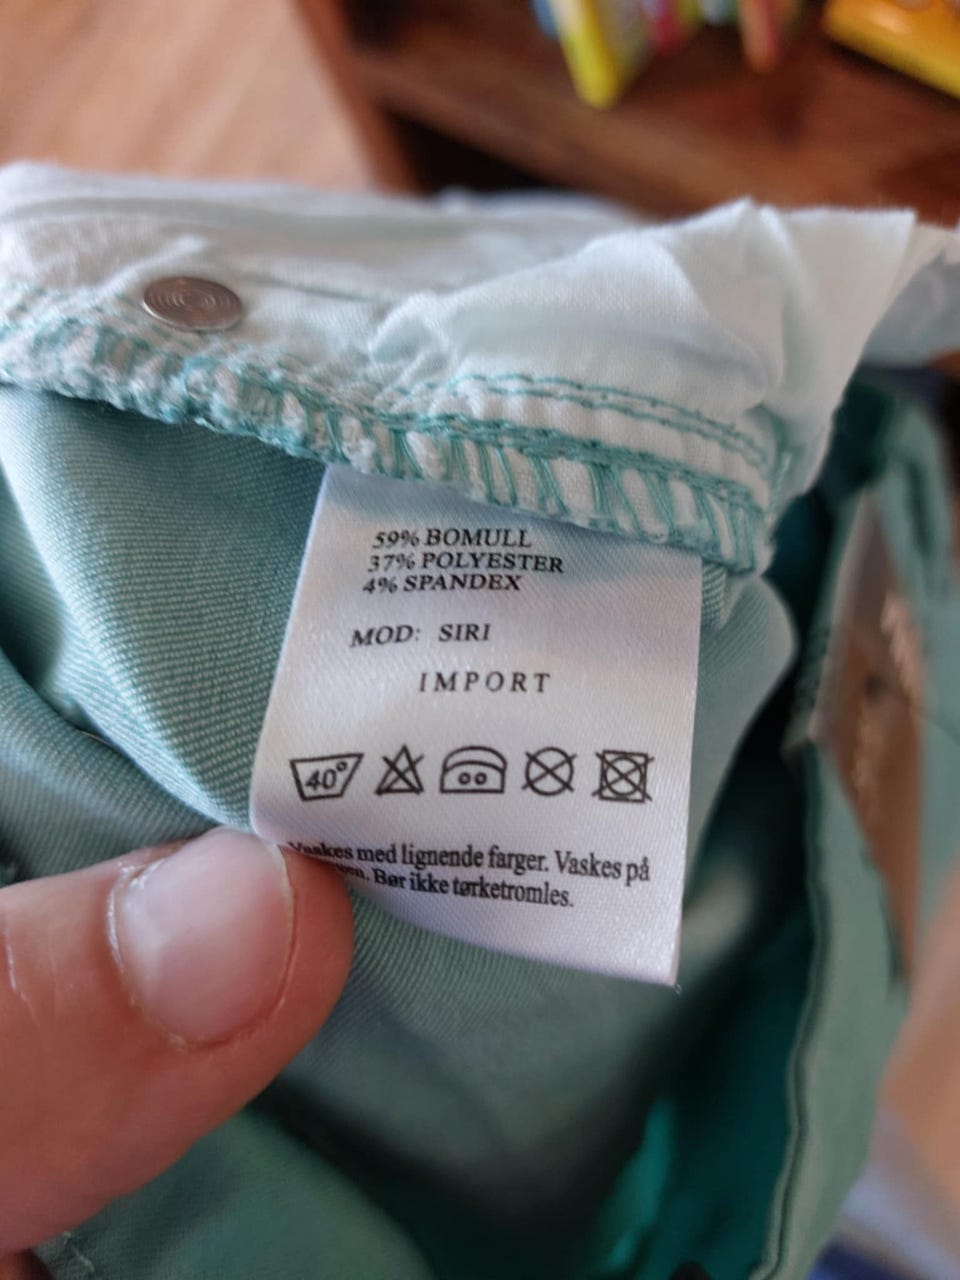 59% BOMULL
37% POLYESTER
4% SPANDEX
MOD: SIRI
IMPORT
40°
Vaskes med lignende farger. Vaskes på
Bør ikke tørketromles.